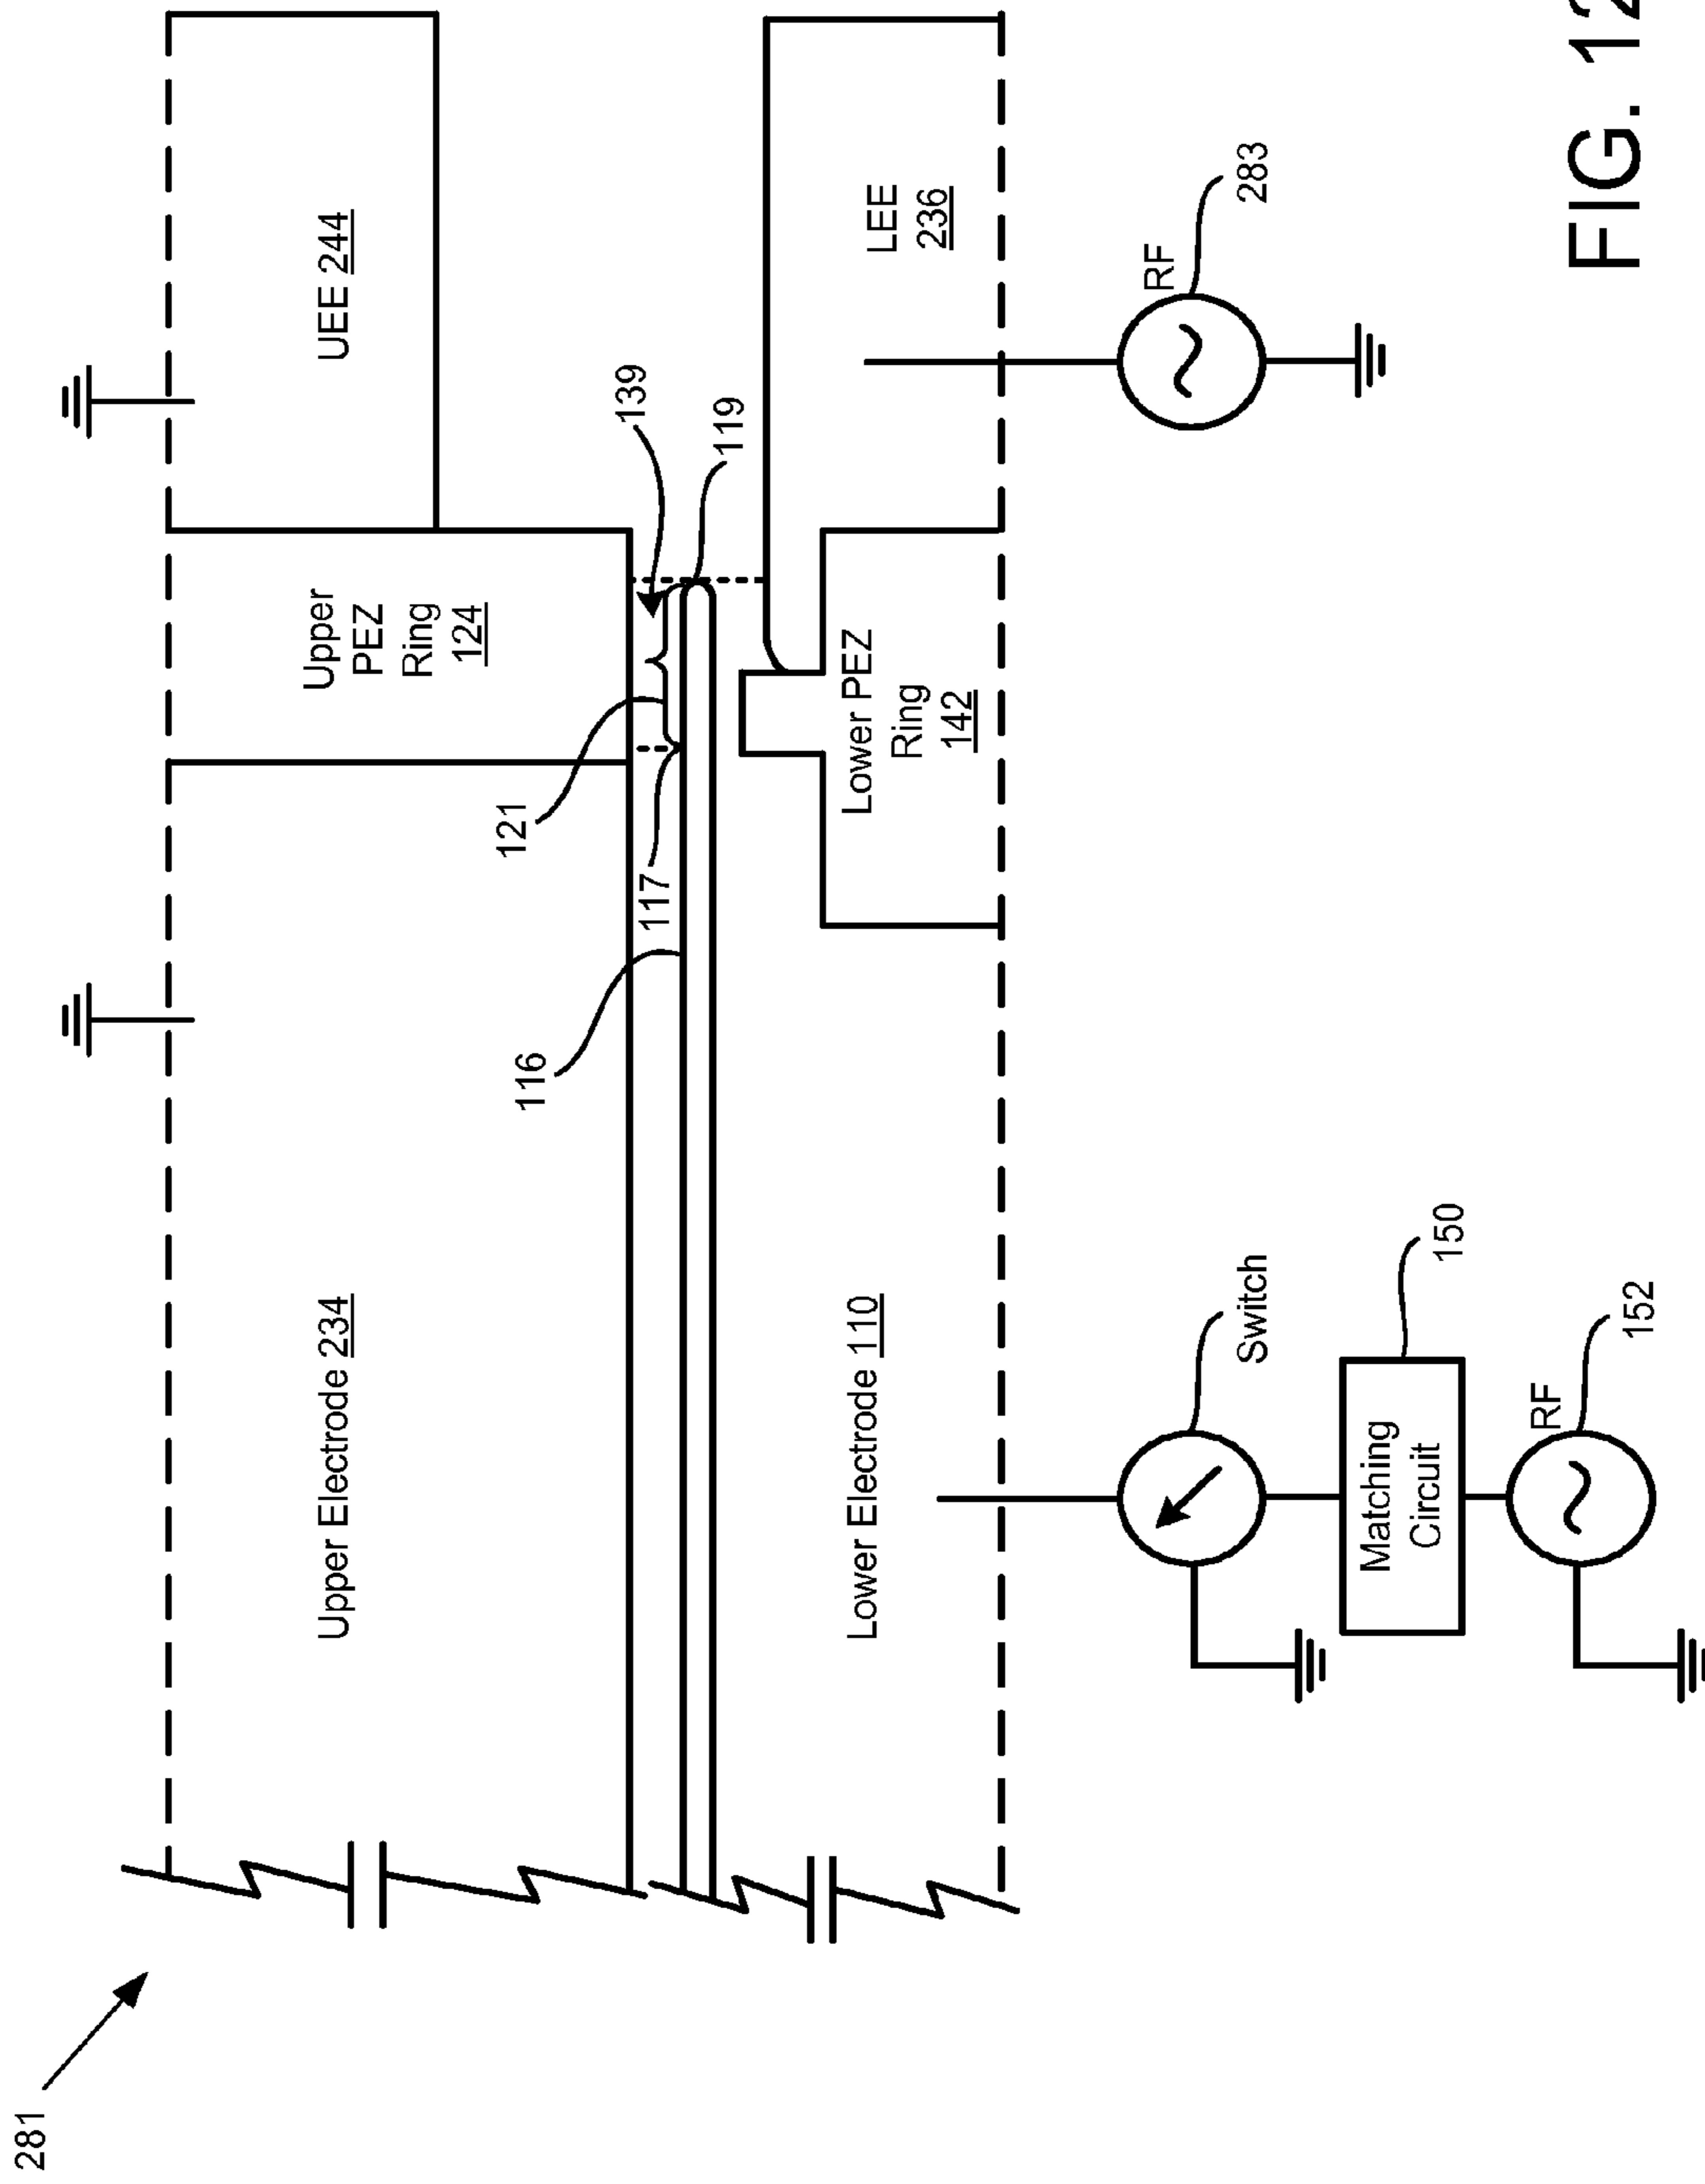 281
Upper Electrode 234
Upper
PEZ
Ring
124
UEE 244
121
139
119
116
117
Lower Electrode 110
Lower PEZ
Ring
142
LEE
236
Switch
Matching
Circuit
150
RF
152
RF
283
FIG. 12